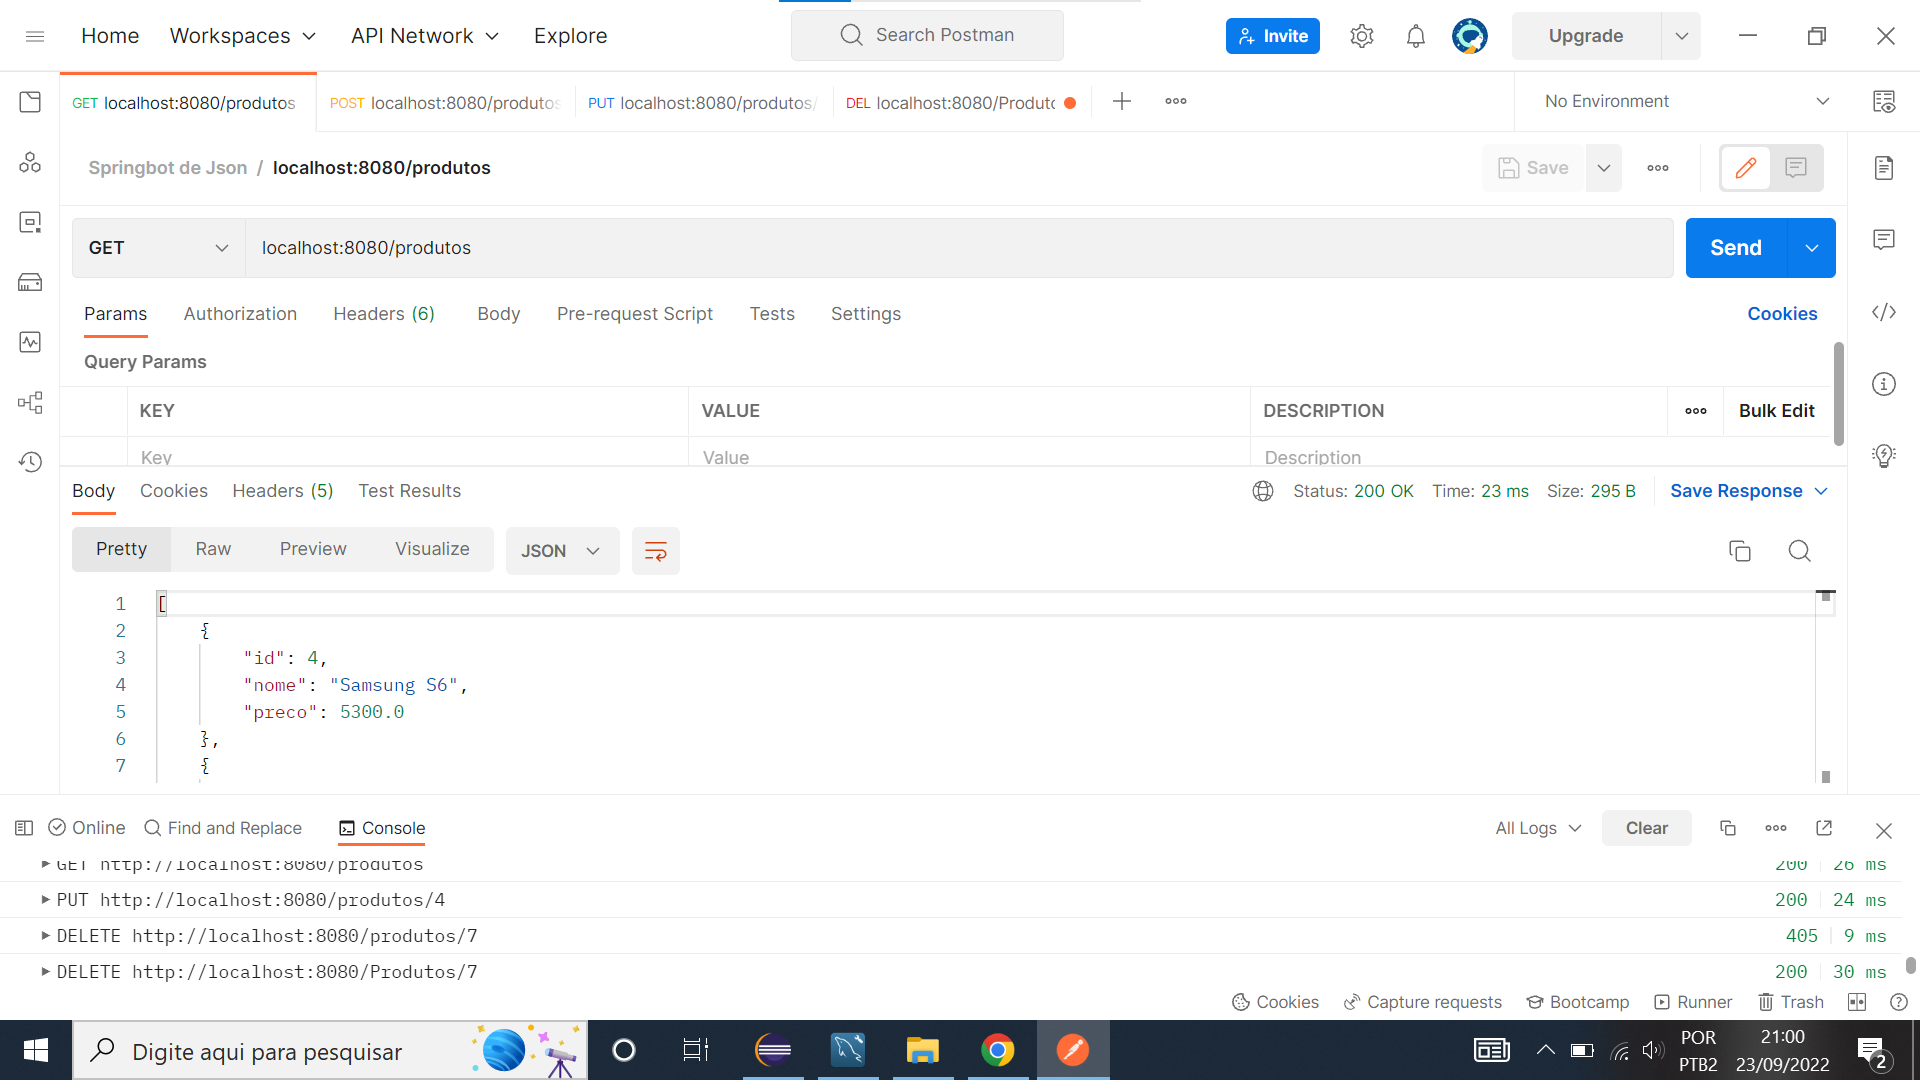 Home Workspaces API Network Explore Search Postman Invite Upgrade
GET localhost:8080/produtos POST localhost:8080/produtos PUT localhost:8080/produtos/ DEL localhost:8080/Produto No Environment
Springbot de Json / localhost:8080/produtos Save
GET localhost:8080/produtos Send
Params Authorization Headers (6) Body Pre-request Script Tests Settings Cookies
Query Params
KEY VALUE DESCRIPTION Bulk Edit
Key Value Description
Body Cookies Headers (5) Test Results Status: 200 OK Time: 23 ms Size: 295 B Save Response
Pretty Raw Preview Visualize JSON
1 [
2 {
3 "id": 4,
4 "nome": "Samsung S6",
5 "preco": 5300.0
6 },
7 {
Online Find and Replace Console All Logs Clear
GET http://localhost:8080/produtos 200 26 ms
PUT http://localhost:8080/produtos/4 200 24 ms
DELETE http://localhost:8080/produtos/7 405 9 ms
DELETE http://localhost:8080/Produtos/7 200 30 ms
Cookies Capture requests Bootcamp Runner Trash
Digite aqui para pesquisar
POR 21:00
PTB2 23/09/2022 2